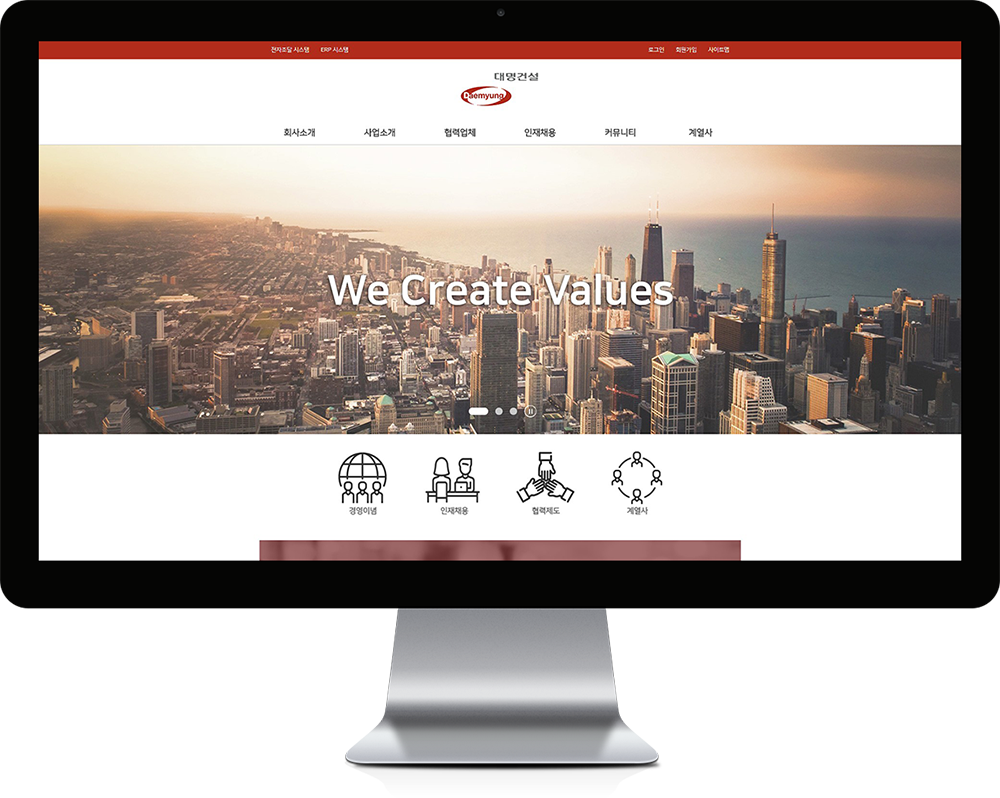 전자조달 시스템 ERP 시스템 로그인 회원가입 사이트맵
대명건설
Daemyung
회사소개 사업소개 협력업체 인재채용 커뮤니티 계열사
We Create Values
경영이념 인재채용 협력제도 계열사